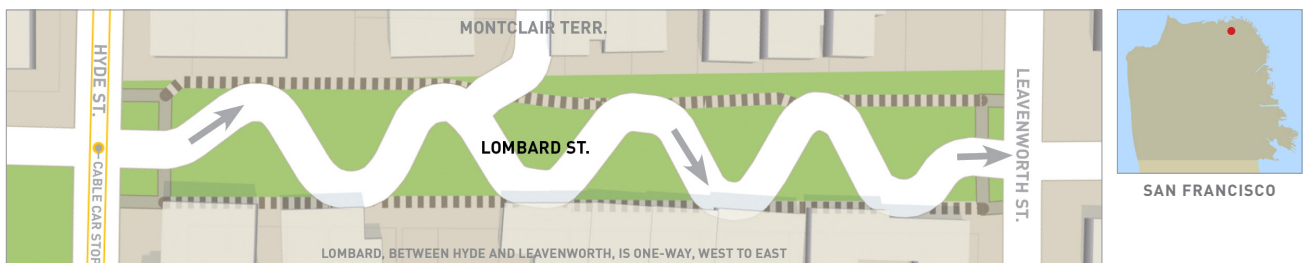 MONTCLAIR TERR.
HYDE ST.
CABLE CAR STOP
LOMBARD ST.
LEAVENWORTH ST.
LOMBARD, BETWEEN HYDE AND LEAVENWORTH, IS ONE-WAY, WEST TO EAST
SAN FRANCISCO